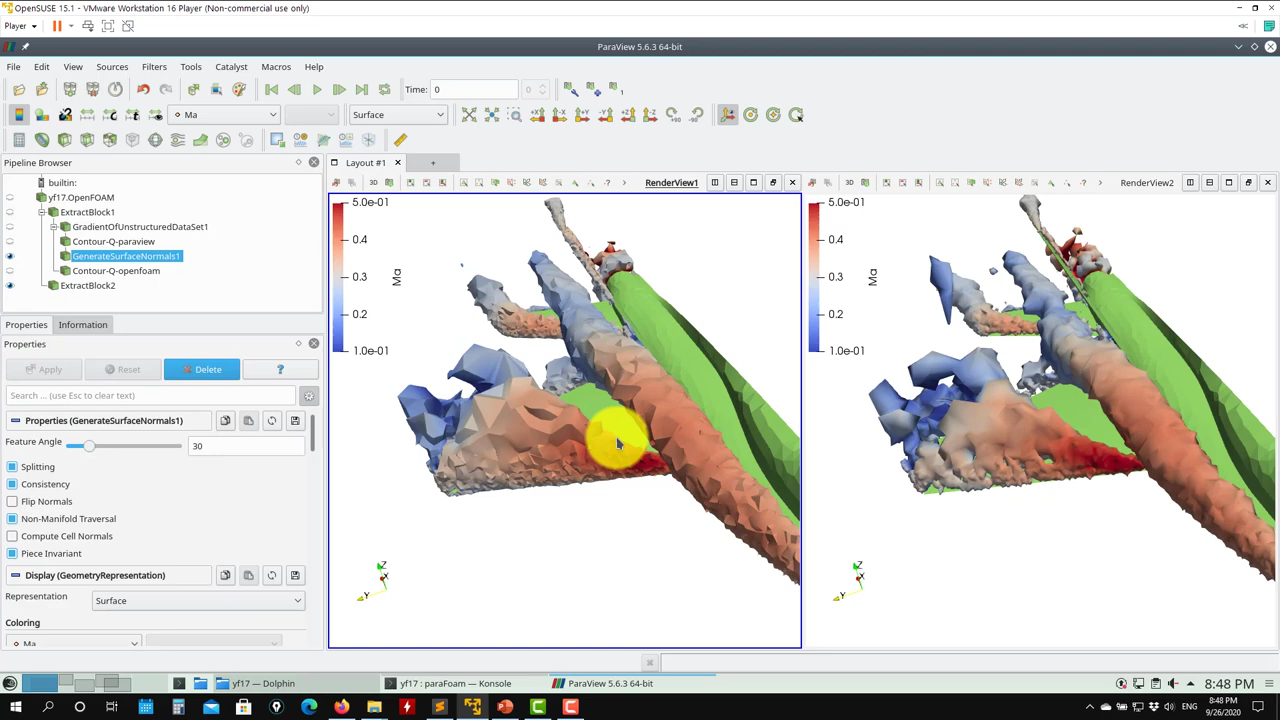 OpenSUSE 15.1 - VMware Workstation 16 Player (Non-commercial use only)
Player
ParaView 5.6.3 64-bit
File Edit View Sources Filters Tools Catalyst Macros Help
Time: 0 0 1
Ma Surface +X -X +Y -Y +Z -Z +90 -90
Pipeline Browser
Layout #1 +
builtin:
3D RenderView1
3D RenderView2
yf17.OpenFOAM
ExtractBlock1
GradientOfUnstructuredDataSet1
Contour-Q-paraview
GenerateSurfaceNormals1
Contour-Q-openfoam
ExtractBlock2
5.0e-01
0.4
0.3
0.2
1.0e-01
Ma
5.0e-01
0.4
0.3
0.2
1.0e-01
Ma
Properties Information
Properties
Apply Reset Delete ?
Search ... (use Esc to clear text)
Properties (GenerateSurfaceNormals1)
Feature Angle 30
Splitting
Consistency
Flip Normals
Non-Manifold Traversal
Compute Cell Normals
Piece Invariant
Display (GeometryRepresentation)
Representation Surface
Coloring
Ma
Z
X
Y
Z
X
Y
yf17 — Dolphin yf17 : paraFoam — Konsole ParaView 5.6.3 64-bit 8:48 PM
ENG 8:48 PM
9/26/2020